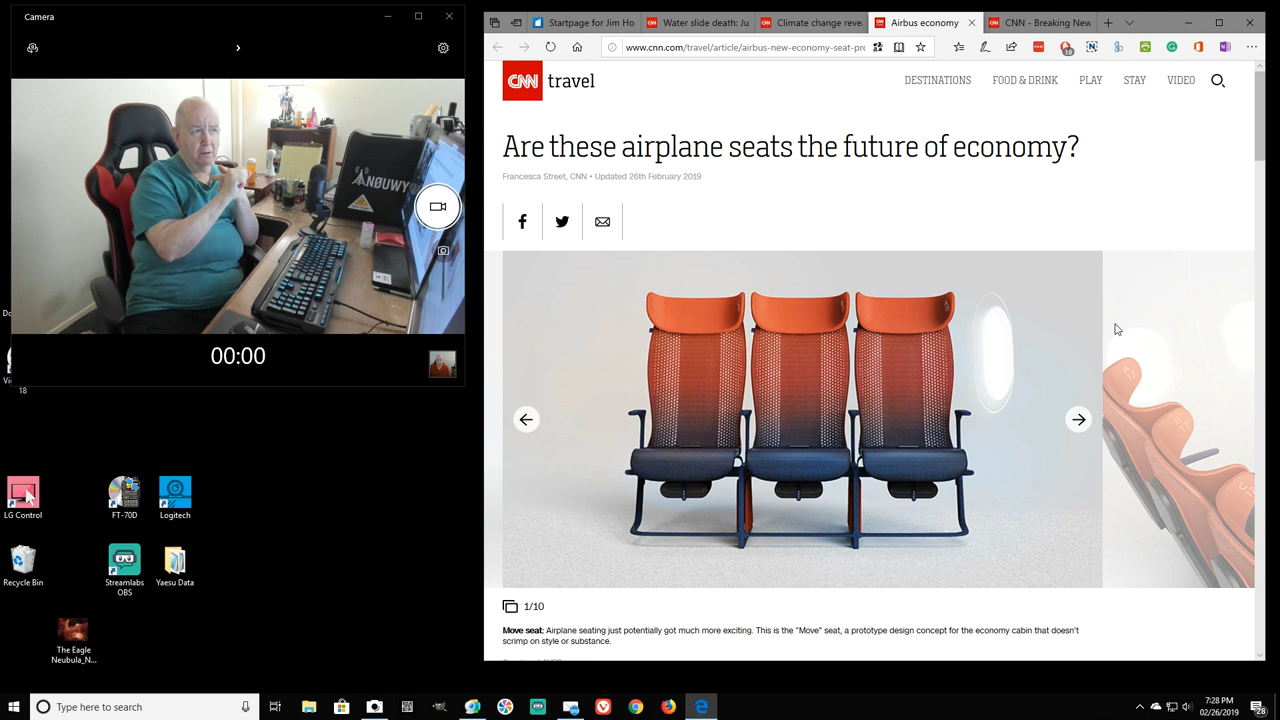 Camera
NØUWY
00:00
Do
Vi
18
LG Control
FT-70D
Logitech
Recycle Bin
Streamlabs
OBS
Yaesu Data
The Eagle
Neubula_N...
Startpage for Jim Ho
Water slide death: Ju
Climate change reve
Airbus economy
CNN - Breaking New
www.cnn.com/travel/article/airbus-new-economy-seat-pro
CNN travel
DESTINATIONS
FOOD & DRINK
PLAY
STAY
VIDEO
Are these airplane seats the future of economy?
Francesca Street, CNN • Updated 26th February 2019
1/10
Move seat: Airplane seating just potentially got much more exciting. This is the "Move" seat, a prototype design concept for the economy cabin that doesn't
scrimp on style or substance.
Type here to search
7:28 PM
02/26/2019
28